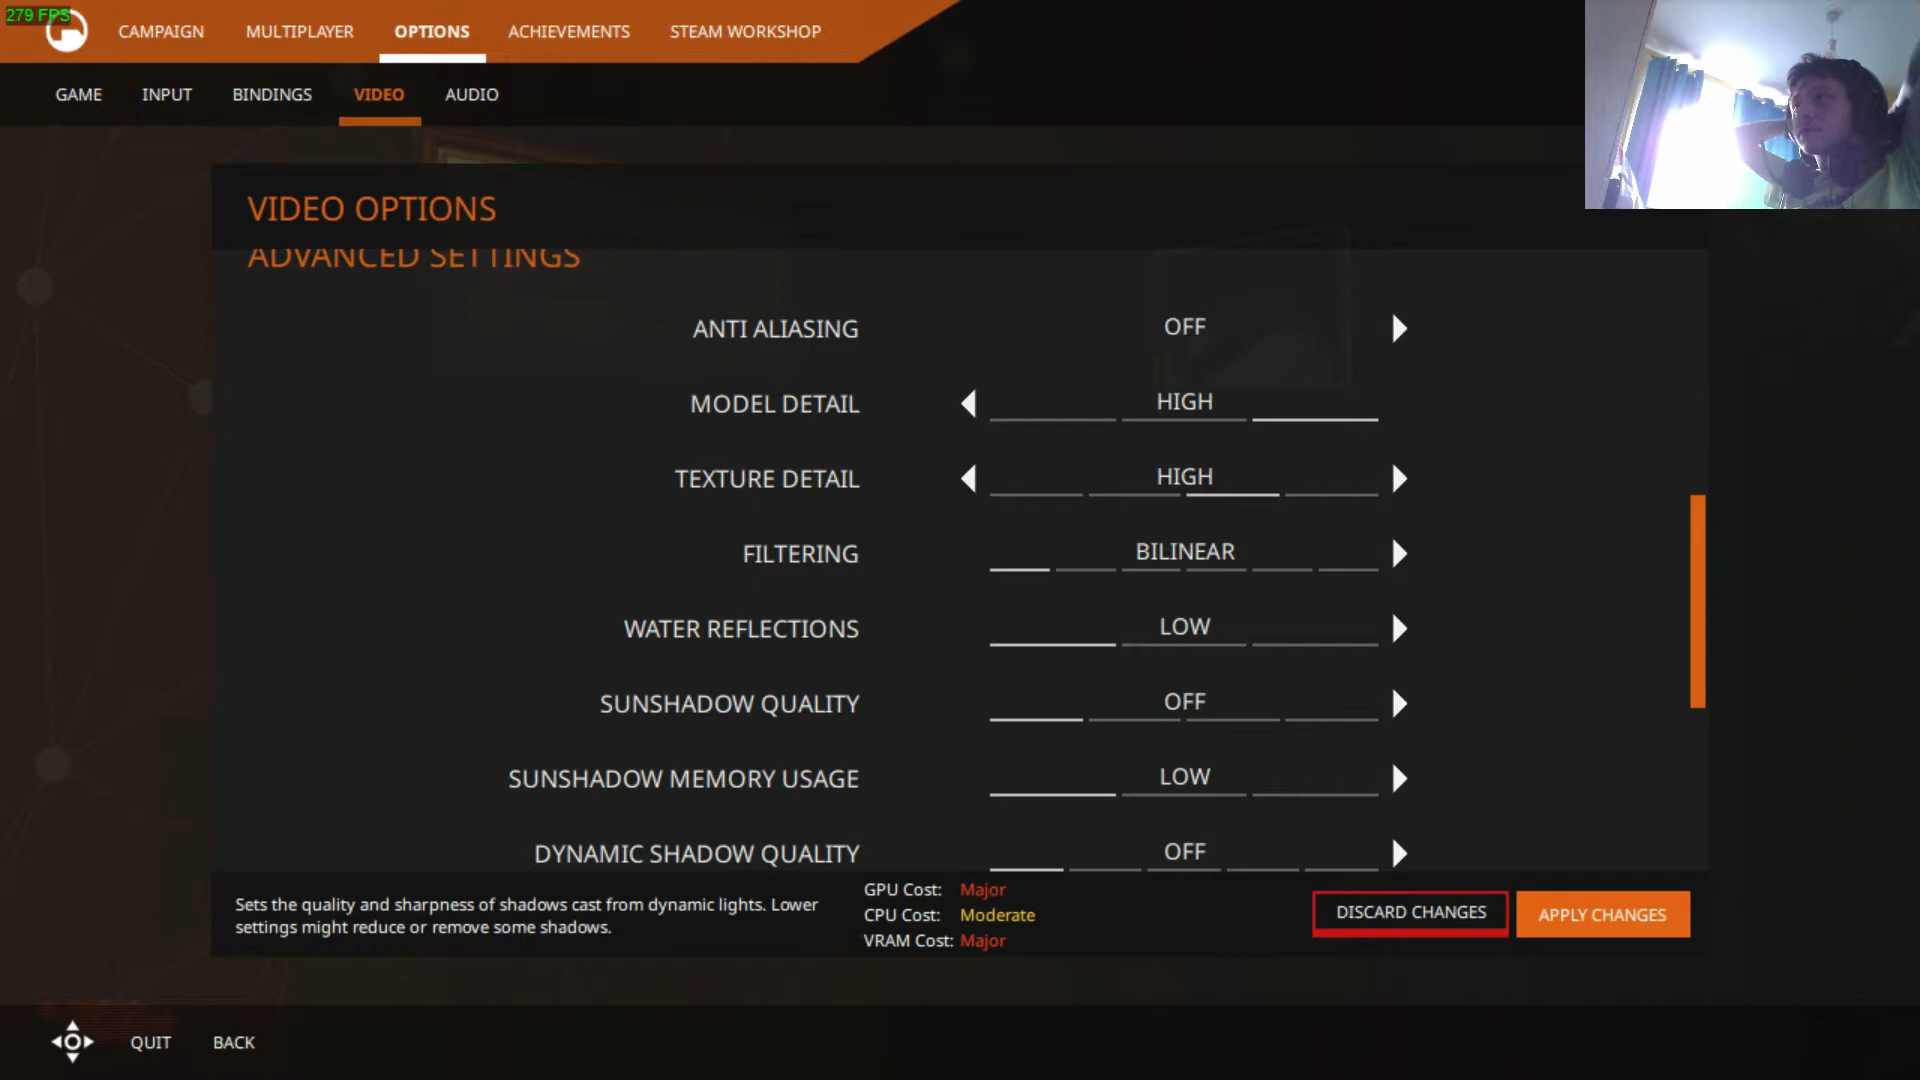 279 FPS
CAMPAIGN MULTIPLAYER OPTIONS ACHIEVEMENTS STEAM WORKSHOP
GAME INPUT BINDINGS VIDEO AUDIO
VIDEO OPTIONS
ADVANCED SETTINGS
ANTI ALIASING OFF
MODEL DETAIL HIGH
TEXTURE DETAIL HIGH
FILTERING BILINEAR
WATER REFLECTIONS LOW
SUNSHADOW QUALITY OFF
SUNSHADOW MEMORY USAGE LOW
DYNAMIC SHADOW QUALITY OFF
Sets the quality and sharpness of shadows cast from dynamic lights. Lower
settings might reduce or remove some shadows.
GPU Cost: Major
CPU Cost: Moderate
VRAM Cost: Major
DISCARD CHANGES APPLY CHANGES
QUIT BACK